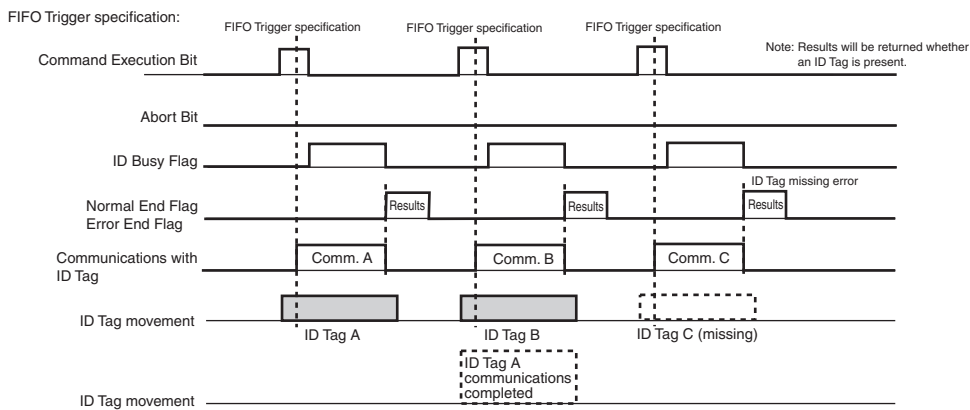 FIFO Trigger specification:
FIFO Trigger specification
FIFO Trigger specification
FIFO Trigger specification
Command Execution Bit
Note: Results will be returned whether
an ID Tag is present.
Abort Bit
ID Busy Flag
ID Tag missing error
Normal End Flag
Error End Flag
Results
Results
Results
Communications with
ID Tag
Comm. A
Comm. B
Comm. C
ID Tag movement
ID Tag A
ID Tag B
ID Tag C (missing)
ID Tag A
communications
completed
ID Tag movement